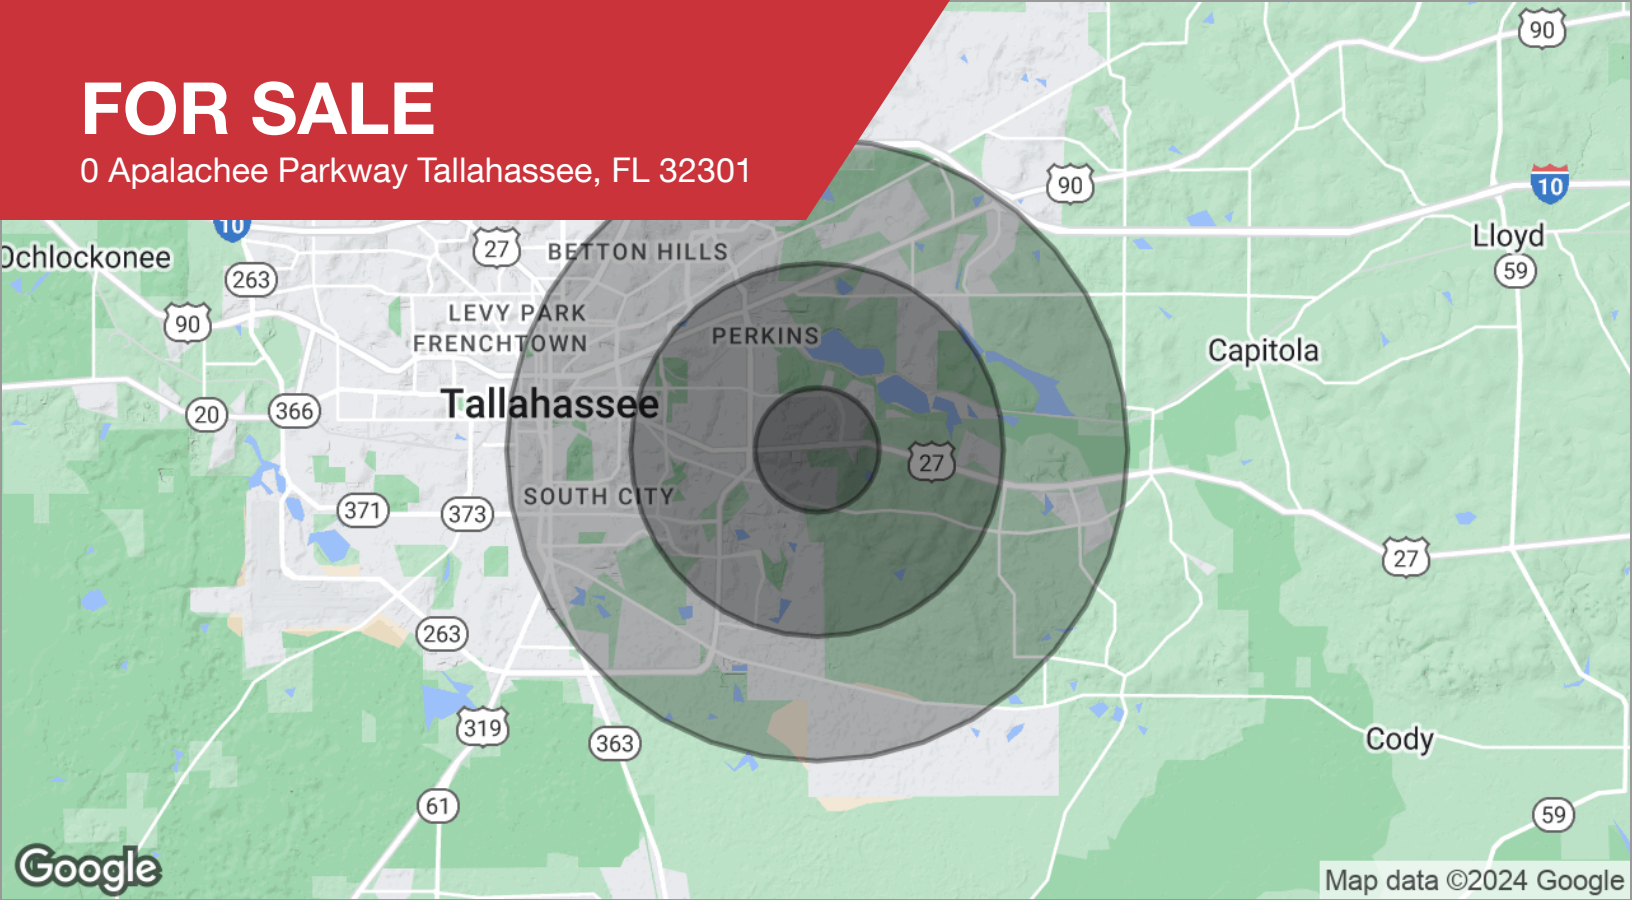 FOR SALE
0 Apalachee Parkway Tallahassee, FL 32301
90
90
10
Lloyd
59
10
27
BETTON HILLS
Ochlockonee
263
90
LEVY PARK
FRENCHTOWN
PERKINS
Capitola
Tallahassee
20
366
27
SOUTH CITY
371
373
27
263
319
363
Cody
61
59
Google
Map data ©2024 Google